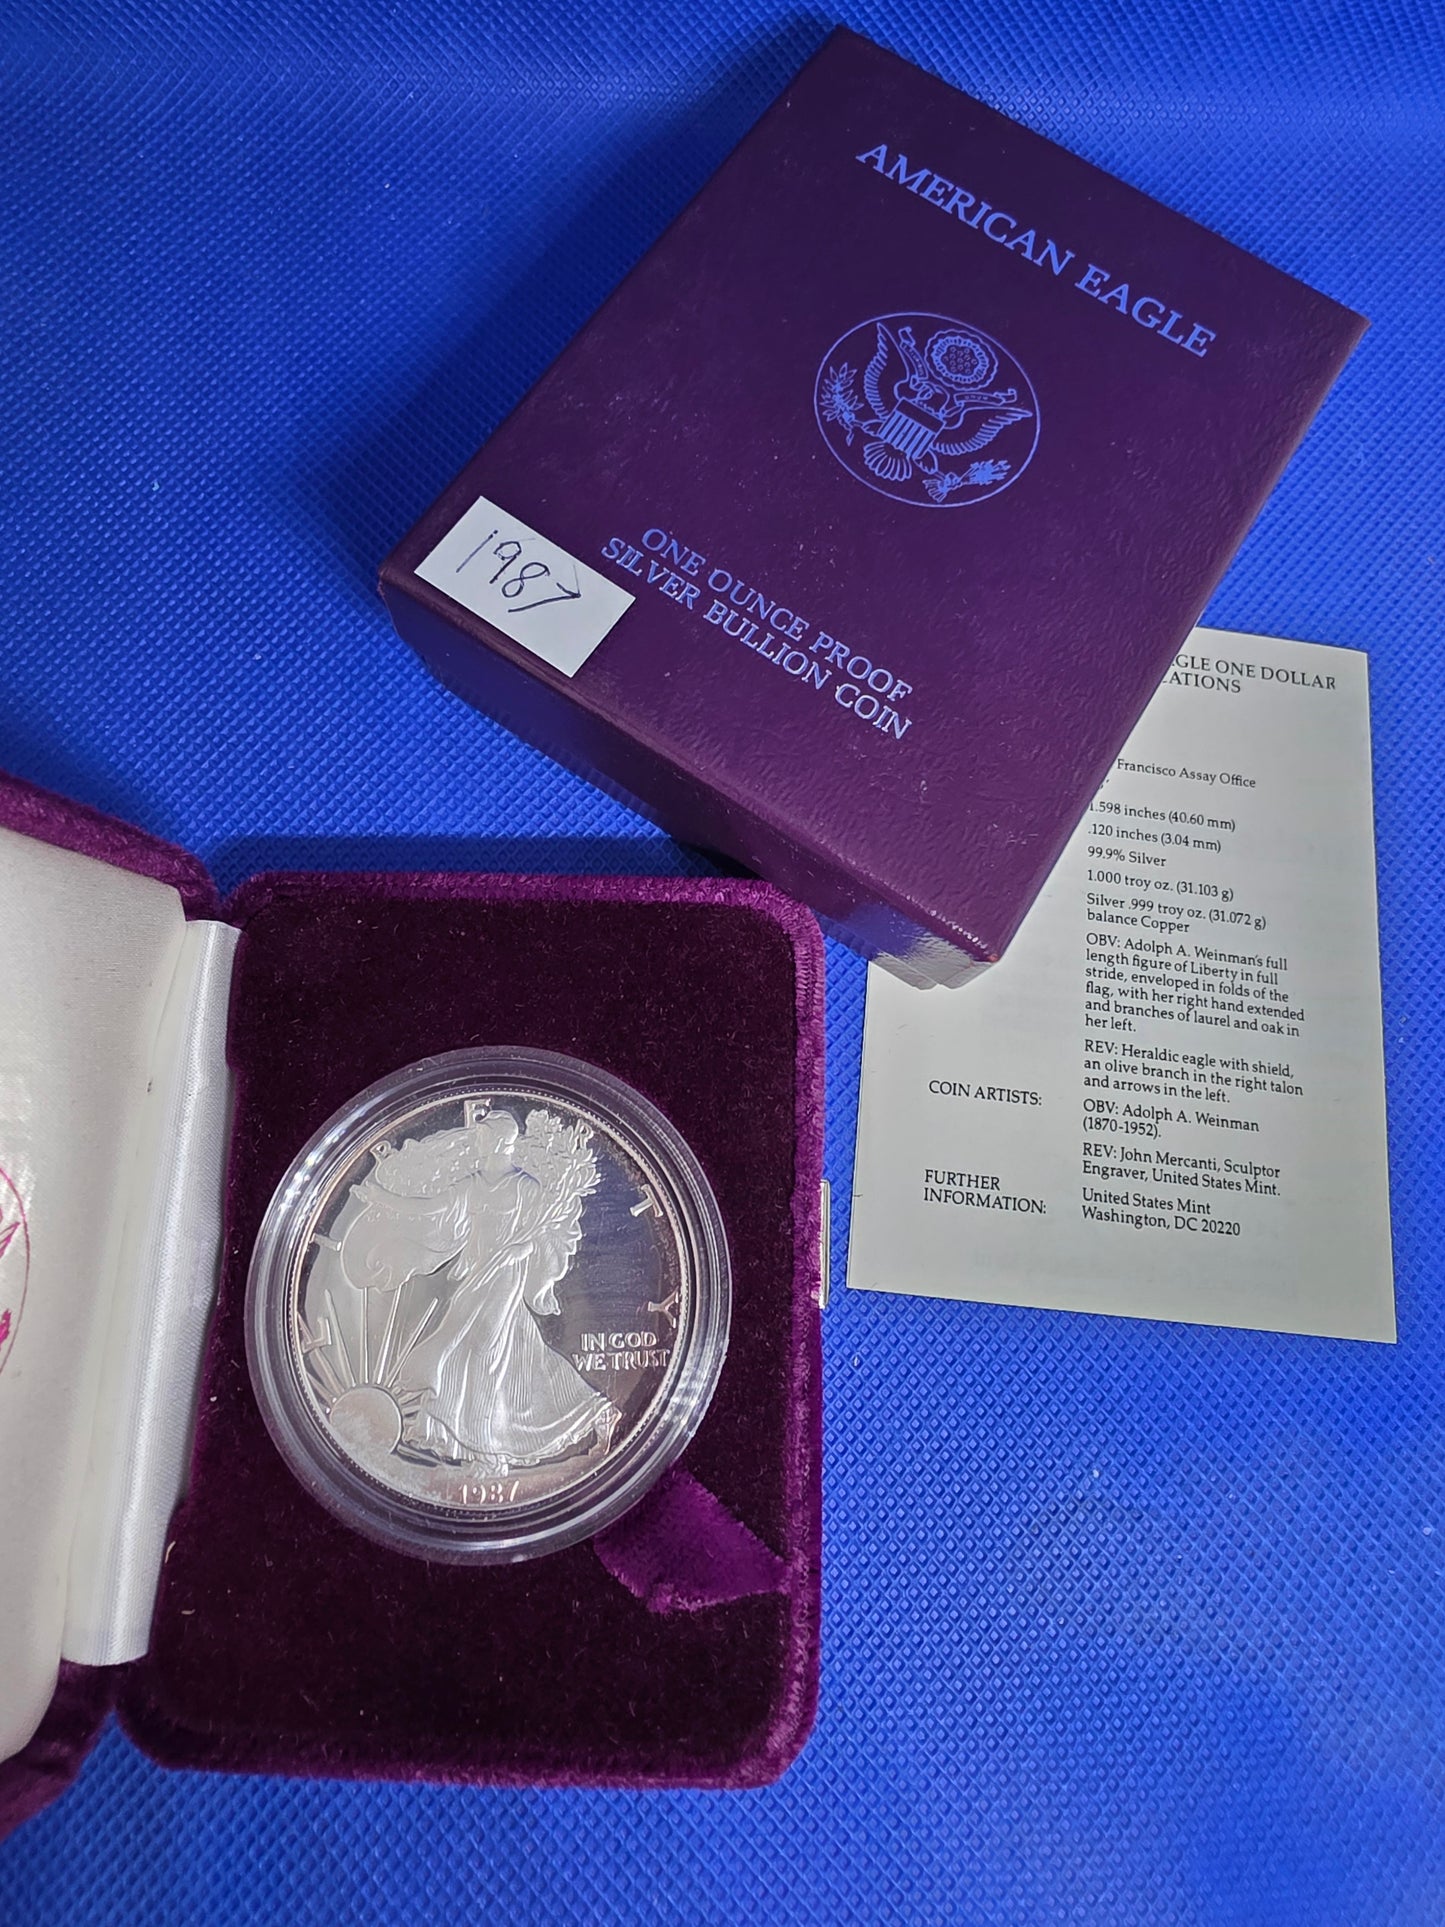 AMERICAN EAGLE
ONE OUNCE PROOF
SILVER BULLION COIN
1987
GLE ONE DOLLAR
ATIONS
Francisco Assay Office
1.598 inches (40.60 mm)
.120 inches (3.04 mm)
99.9% Silver
1.000 troy oz. (31.103 g)
Silver .999 troy oz. (31.072 g)
balance Copper
OBV: Adolph A. Weinman's full
length figure of Liberty in full
stride, enveloped in folds of the
flag, with her right hand extended
and branches of laurel and oak in
her left.
REV: Heraldic eagle with shield,
an olive branch in the right talon
and arrows in the left.
COIN ARTISTS: OBV: Adolph A. Weinman
(1870-1952).
REV: John Mercanti, Sculptor
Engraver, United States Mint.
FURTHER
INFORMATION: United States Mint
Washington, DC 20220
LIBERTY
IN GOD
WE TRUST
1987